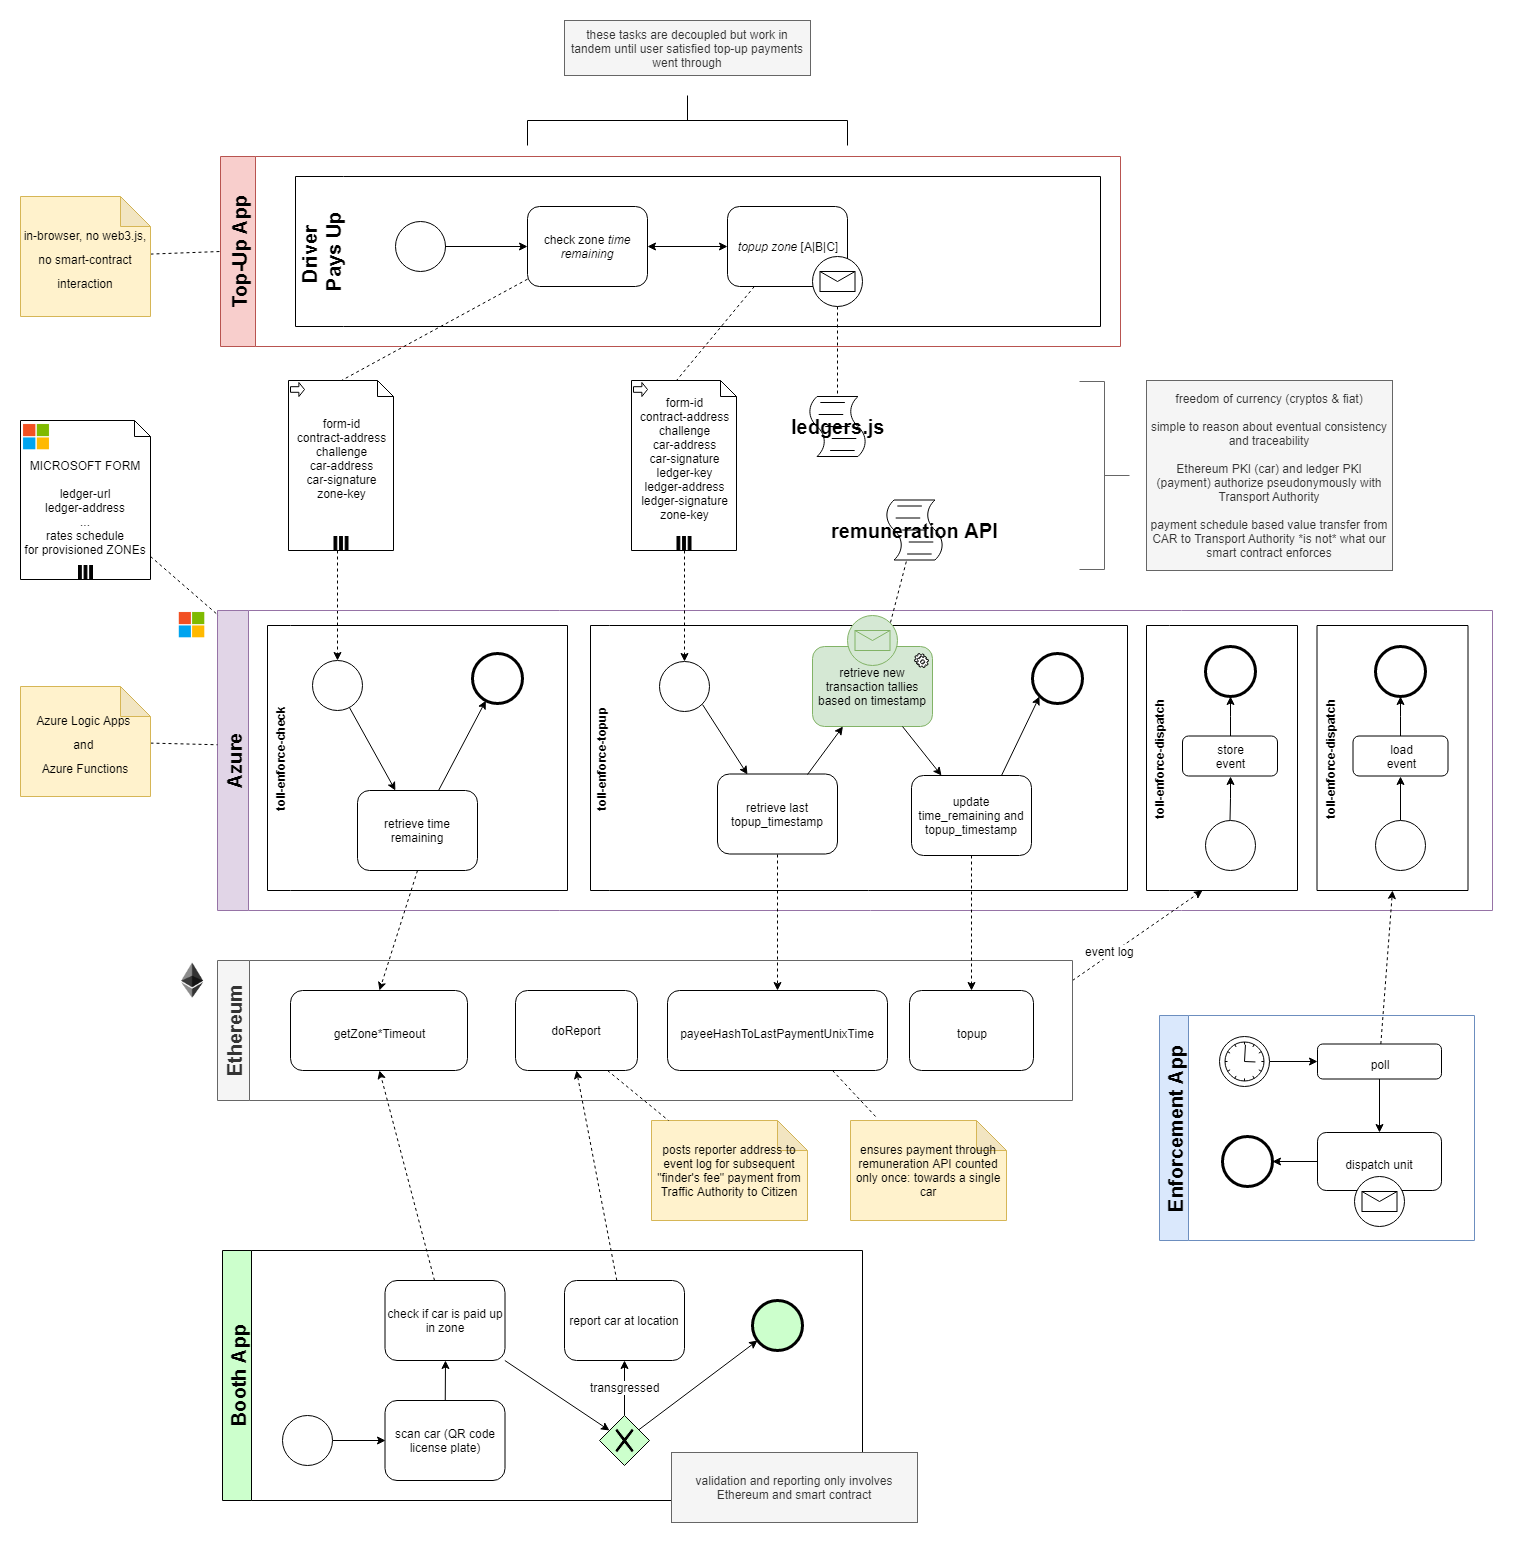 these tasks are decoupled but work in
tandem until user satisfied top-up payments
went through
Top-Up App
Driver
Pays Up
check zone time
remaining
topup zone [A|B|C]
in-browser, no web3.js,
no smart-contract
interaction
form-id
contract-address
challenge
car-address
car-signature
zone-key
form-id
contract-address
challenge
car-address
car-signature
ledger-key
ledger-address
ledger-signature
zone-key
ledgers.js
remuneration API
freedom of currency (cryptos & fiat)
simple to reason about eventual consistency
and traceability
Ethereum PKI (car) and ledger PKI
(payment) authorize pseudonymously with
Transport Authority
payment schedule based value transfer from
CAR to Transport Authority *is not* what our
smart contract enforces
MICROSOFT FORM
ledger-url
ledger-address
...
rates schedule
for provisioned ZONEs
Azure Logic Apps
and
Azure Functions
Azure
toll-enforce-check
retrieve time
remaining
toll-enforce-topup
retrieve last
topup_timestamp
retrieve new
transaction tallies
based on timestamp
update
time_remaining and
topup_timestamp
toll-enforce-dispatch
store
event
toll-enforce-dispatch
load
event
event log
Ethereum
getZone*Timeout
doReport
payeeHashToLastPaymentUnixTime
topup
posts reporter address to
event log for subsequent
"finder's fee" payment from
Traffic Authority to Citizen
ensures payment through
remuneration API counted
only once: towards a single
car
Enforcement App
poll
dispatch unit
Booth App
check if car is paid up
in zone
report car at location
transgressed
scan car (QR code
license plate)
X
validation and reporting only involves
Ethereum and smart contract